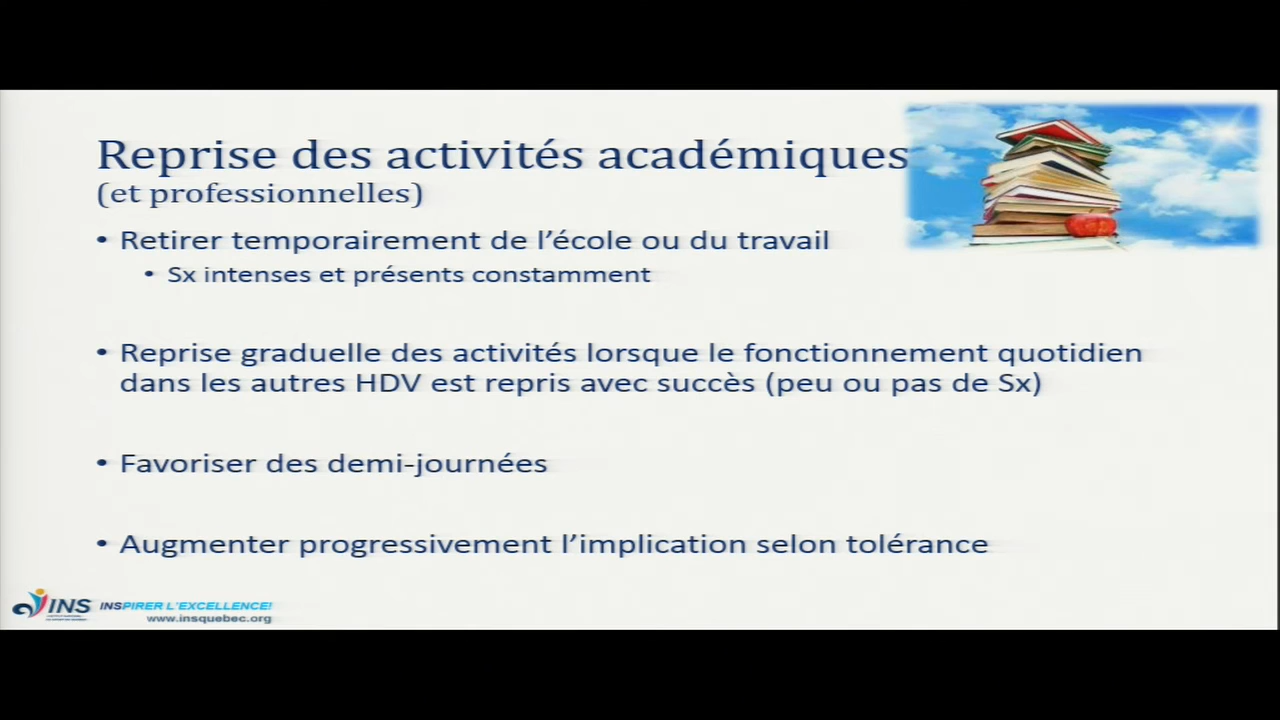 Reprise des activités académiques
(et professionnelles)
• Retirer temporairement de l’école ou du travail
• Sx intenses et présents constamment
• Reprise graduelle des activités lorsque le fonctionnement quotidien
dans les autres HDV est repris avec succès (peu ou pas de Sx)
• Favoriser des demi-journées
• Augmenter progressivement l’implication selon tolérance
INS INSPIRER L'EXCELLENCE!
www.insquebec.org